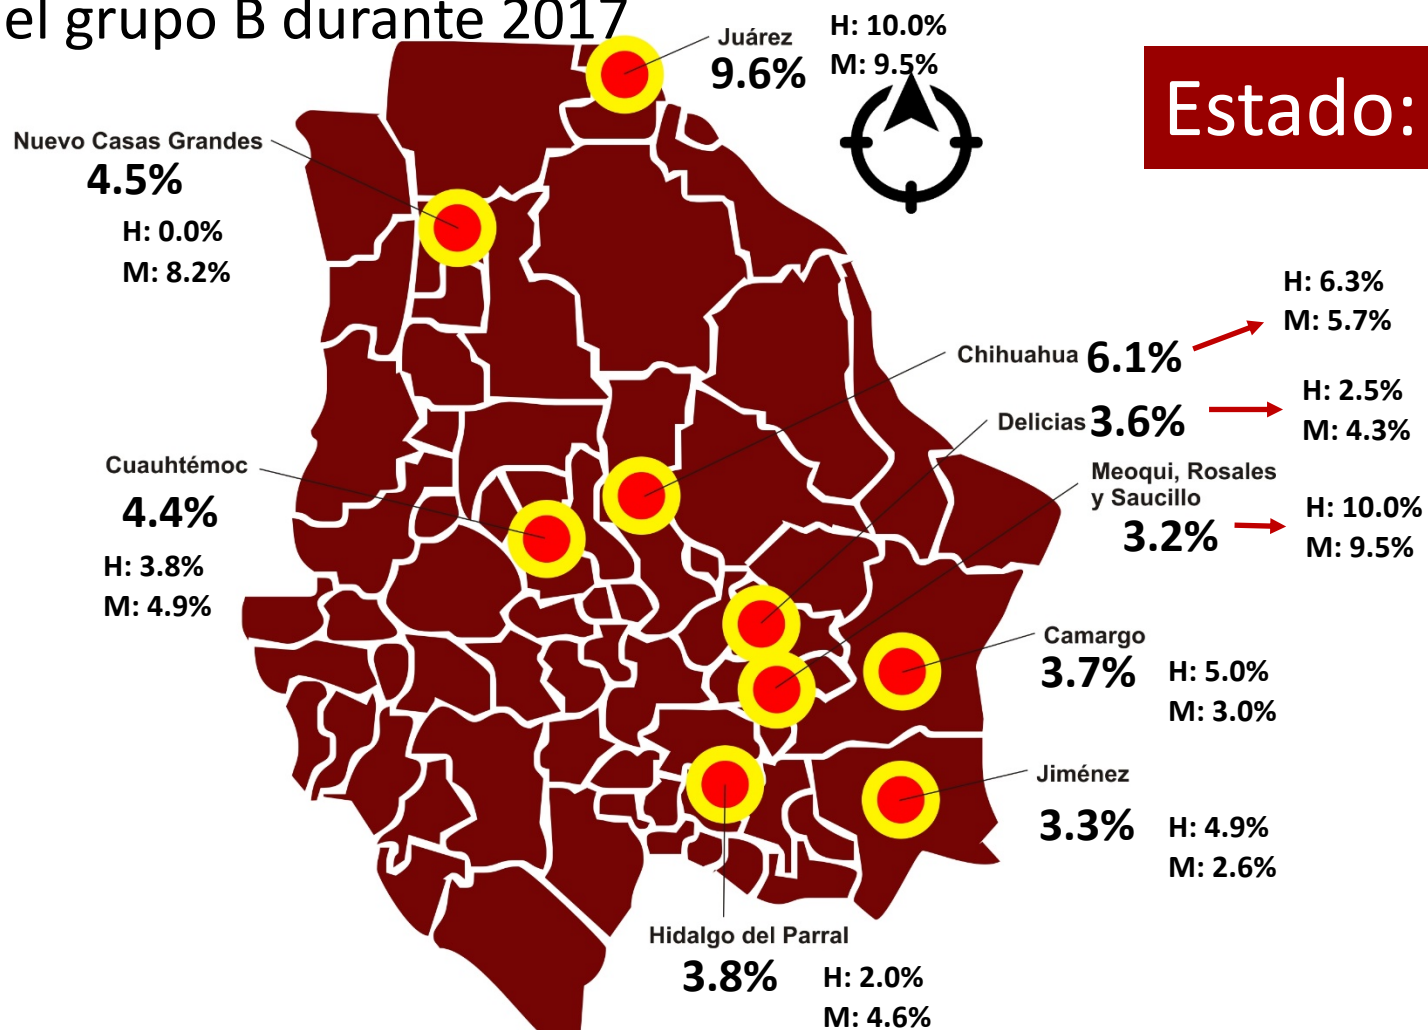 el grupo B durante 2017
Juárez
9.6%
H: 10.0%
M: 9.5%
Estado:
Nuevo Casas Grandes
4.5%
H: 0.0%
M: 8.2%
Chihuahua 6.1%
H: 6.3%
M: 5.7%
Delicias 3.6%
H: 2.5%
M: 4.3%
Meoqui, Rosales
y Saucillo
3.2%
H: 10.0%
M: 9.5%
Cuauhtémoc
4.4%
H: 3.8%
M: 4.9%
Camargo
3.7%
H: 5.0%
M: 3.0%
Jiménez
3.3%
H: 4.9%
M: 2.6%
Hidalgo del Parral
3.8%
H: 2.0%
M: 4.6%